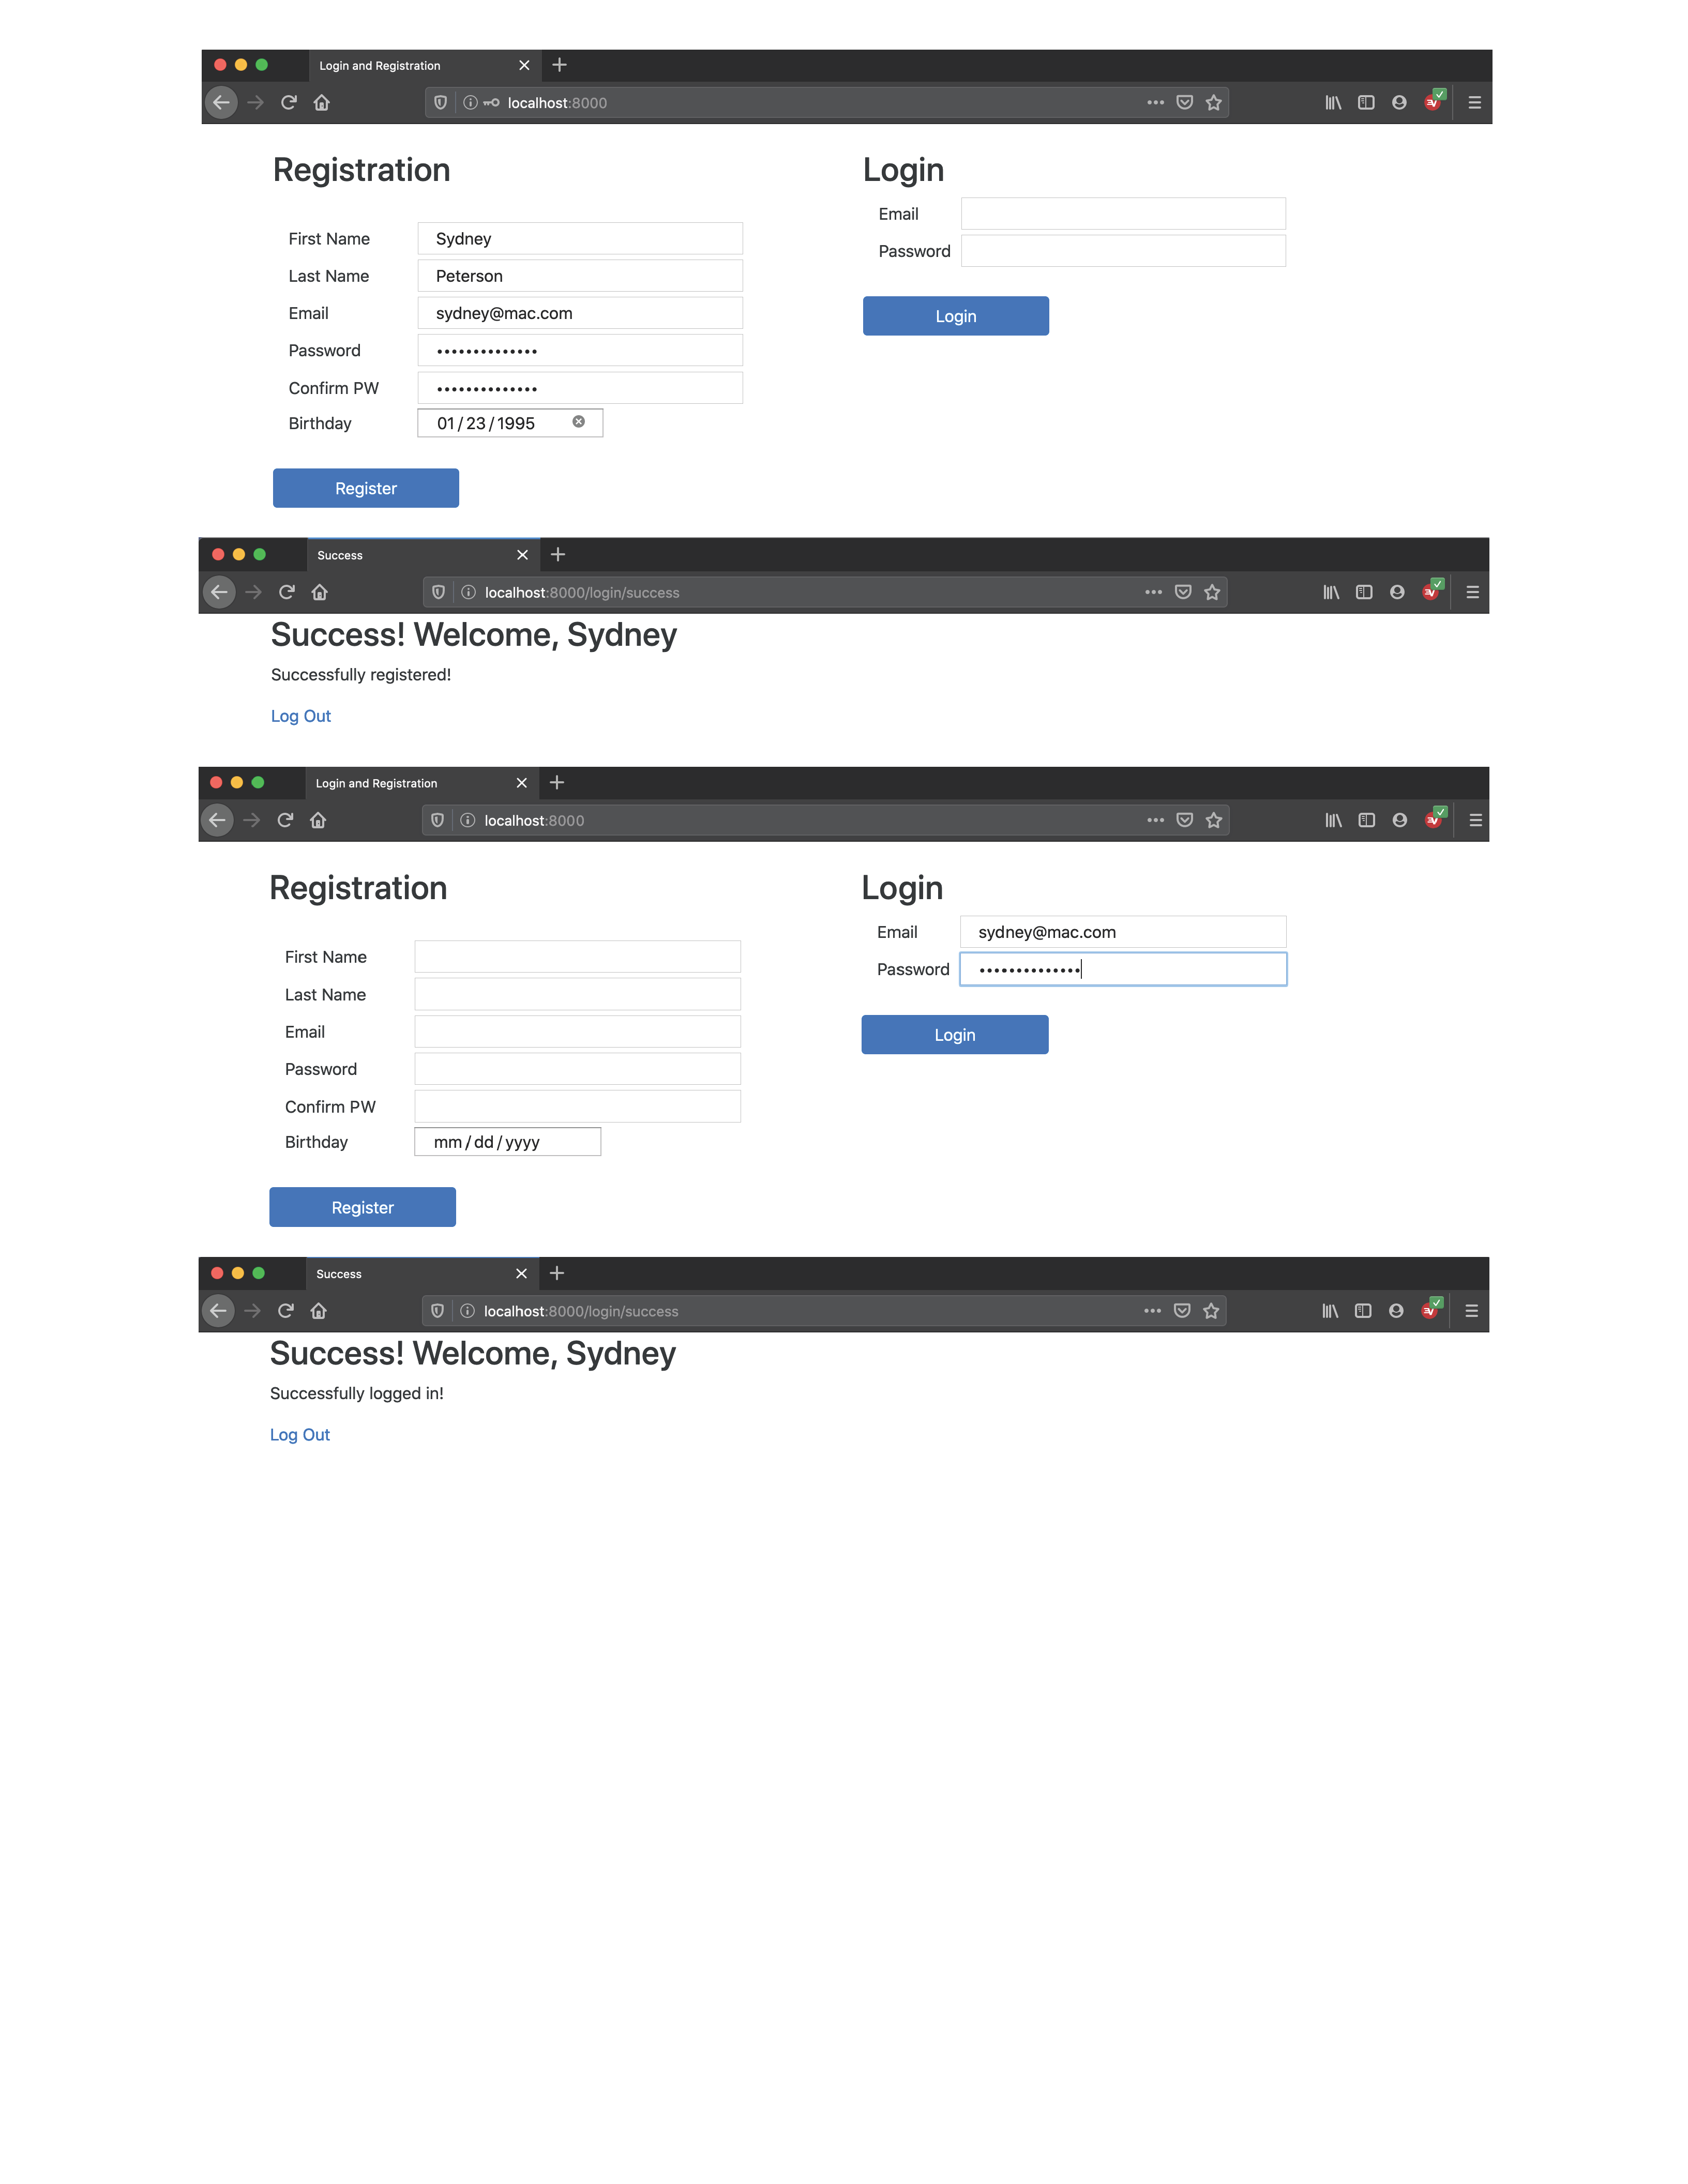 Login and Registration
localhost:8000
Registration
First Name Sydney
Last Name Peterson
Email sydney@mac.com
Password ••••••••••••••
Confirm PW ••••••••••••••
Birthday 01/23/1995
Register
Login
Email
Password
Login
Success
localhost:8000/login/success
Success! Welcome, Sydney
Successfully registered!
Log Out
Login and Registration
localhost:8000
Registration
First Name
Last Name
Email
Password
Confirm PW
Birthday mm/dd/yyyy
Register
Login
Email sydney@mac.com
Password ••••••••••••••
Login
Success
localhost:8000/login/success
Success! Welcome, Sydney
Successfully logged in!
Log Out